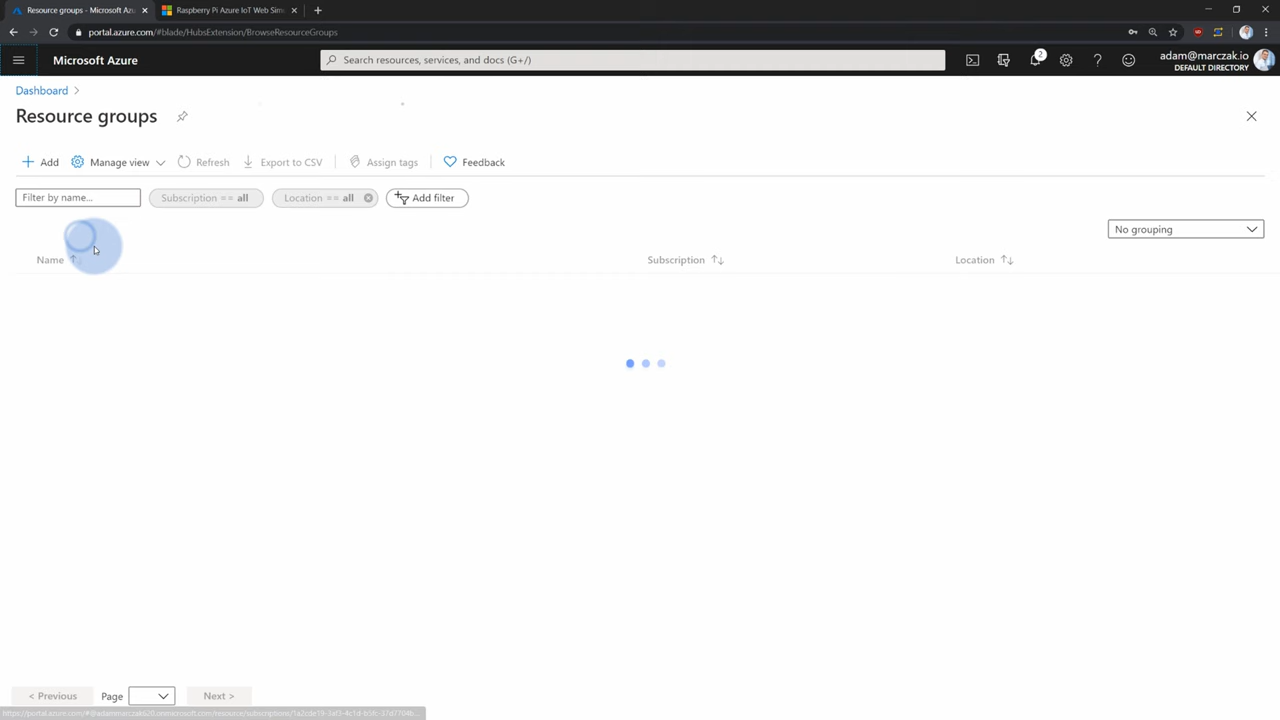 Resource groups - Microsoft Azu
Raspberry Pi Azure IoT Web Sim
portal.azure.com/#blade/HubsExtension/BrowseResourceGroups
Microsoft Azure
Search resources, services, and docs (G+/)
2
adam@marczak.io
DEFAULT DIRECTORY
Dashboard
Resource groups
Add
Manage view
Refresh
Export to CSV
Assign tags
Feedback
Filter by name...
Subscription == all
Location == all
Add filter
No grouping
Name
Subscription
Location
< Previous
Page
Next >